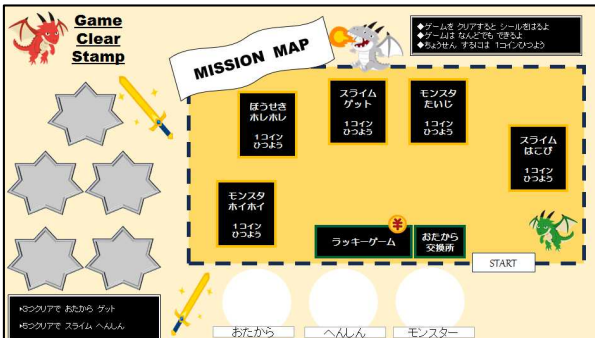 Game
Clear
Stamp
MISSION MAP
◆ゲームを クリアすると シールをはるよ
◆ゲームは なんどでも できるよ
◆ちょうせん するには 1コインひつよう
ほうせき
ホレホレ
1コイン
ひつよう
スライム
ゲット
1コイン
ひつよう
モンスタ
たいじ
1コイン
ひつよう
スライム
はこび
1コイン
ひつよう
モンスタ
ホイホイ
1コイン
ひつよう
¥
ラッキーゲーム
おたから
交換所
START
▸3つクリアで おたから ゲット
▸5つクリアで スライム へんしん
おたから
へんしん
モンスター